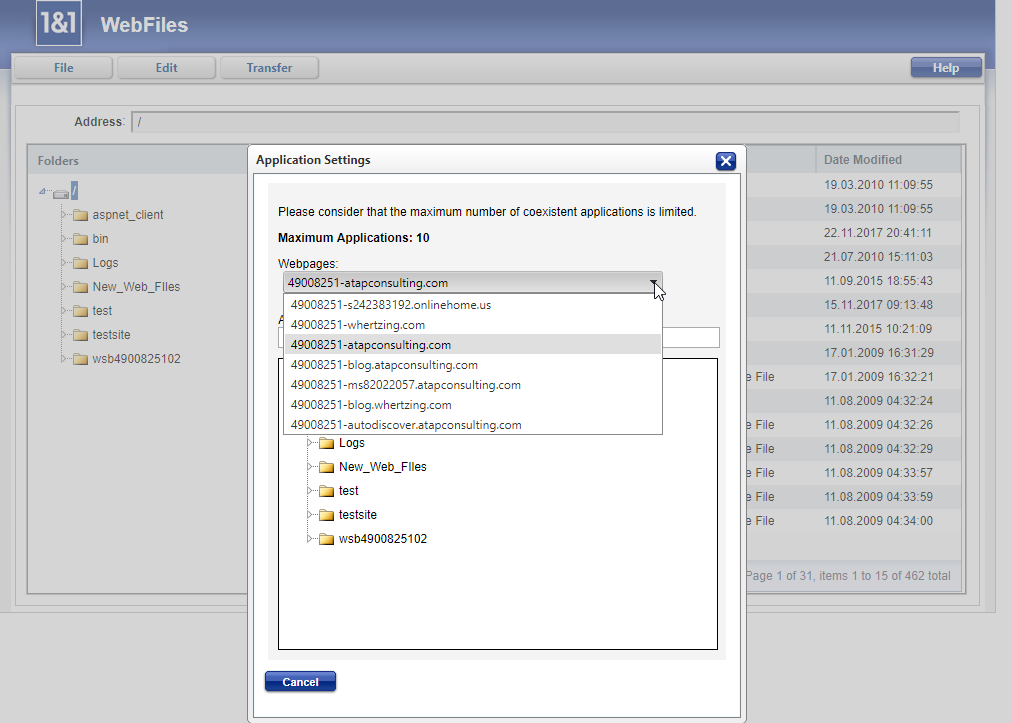 1&1 WebFiles
File Edit Transfer Help
Address: /
Folders
/
aspnet_client
bin
Logs
New_Web_FIles
test
testsite
wsb4900825102
Application Settings
Please consider that the maximum number of coexistent applications is limited.
Maximum Applications: 10
Webpages:
49008251-atapconsulting.com
49008251-s242383192.onlinehome.us
49008251-whertzing.com
49008251-atapconsulting.com
49008251-blog.atapconsulting.com
49008251-ms82022057.atapconsulting.com
49008251-blog.whertzing.com
49008251-autodiscover.atapconsulting.com
Logs
New_Web_FIles
test
testsite
wsb4900825102
Cancel
Date Modified
19.03.2010 11:09:55
19.03.2010 11:09:55
22.11.2017 20:41:11
21.07.2010 15:11:03
11.09.2015 18:55:43
15.11.2017 09:13:48
11.11.2015 10:21:09
17.01.2009 16:31:29
File 17.01.2009 16:32:21
11.08.2009 04:32:24
File 11.08.2009 04:32:26
File 11.08.2009 04:32:29
File 11.08.2009 04:33:57
File 11.08.2009 04:33:59
File 11.08.2009 04:34:00
Page 1 of 31, items 1 to 15 of 462 total